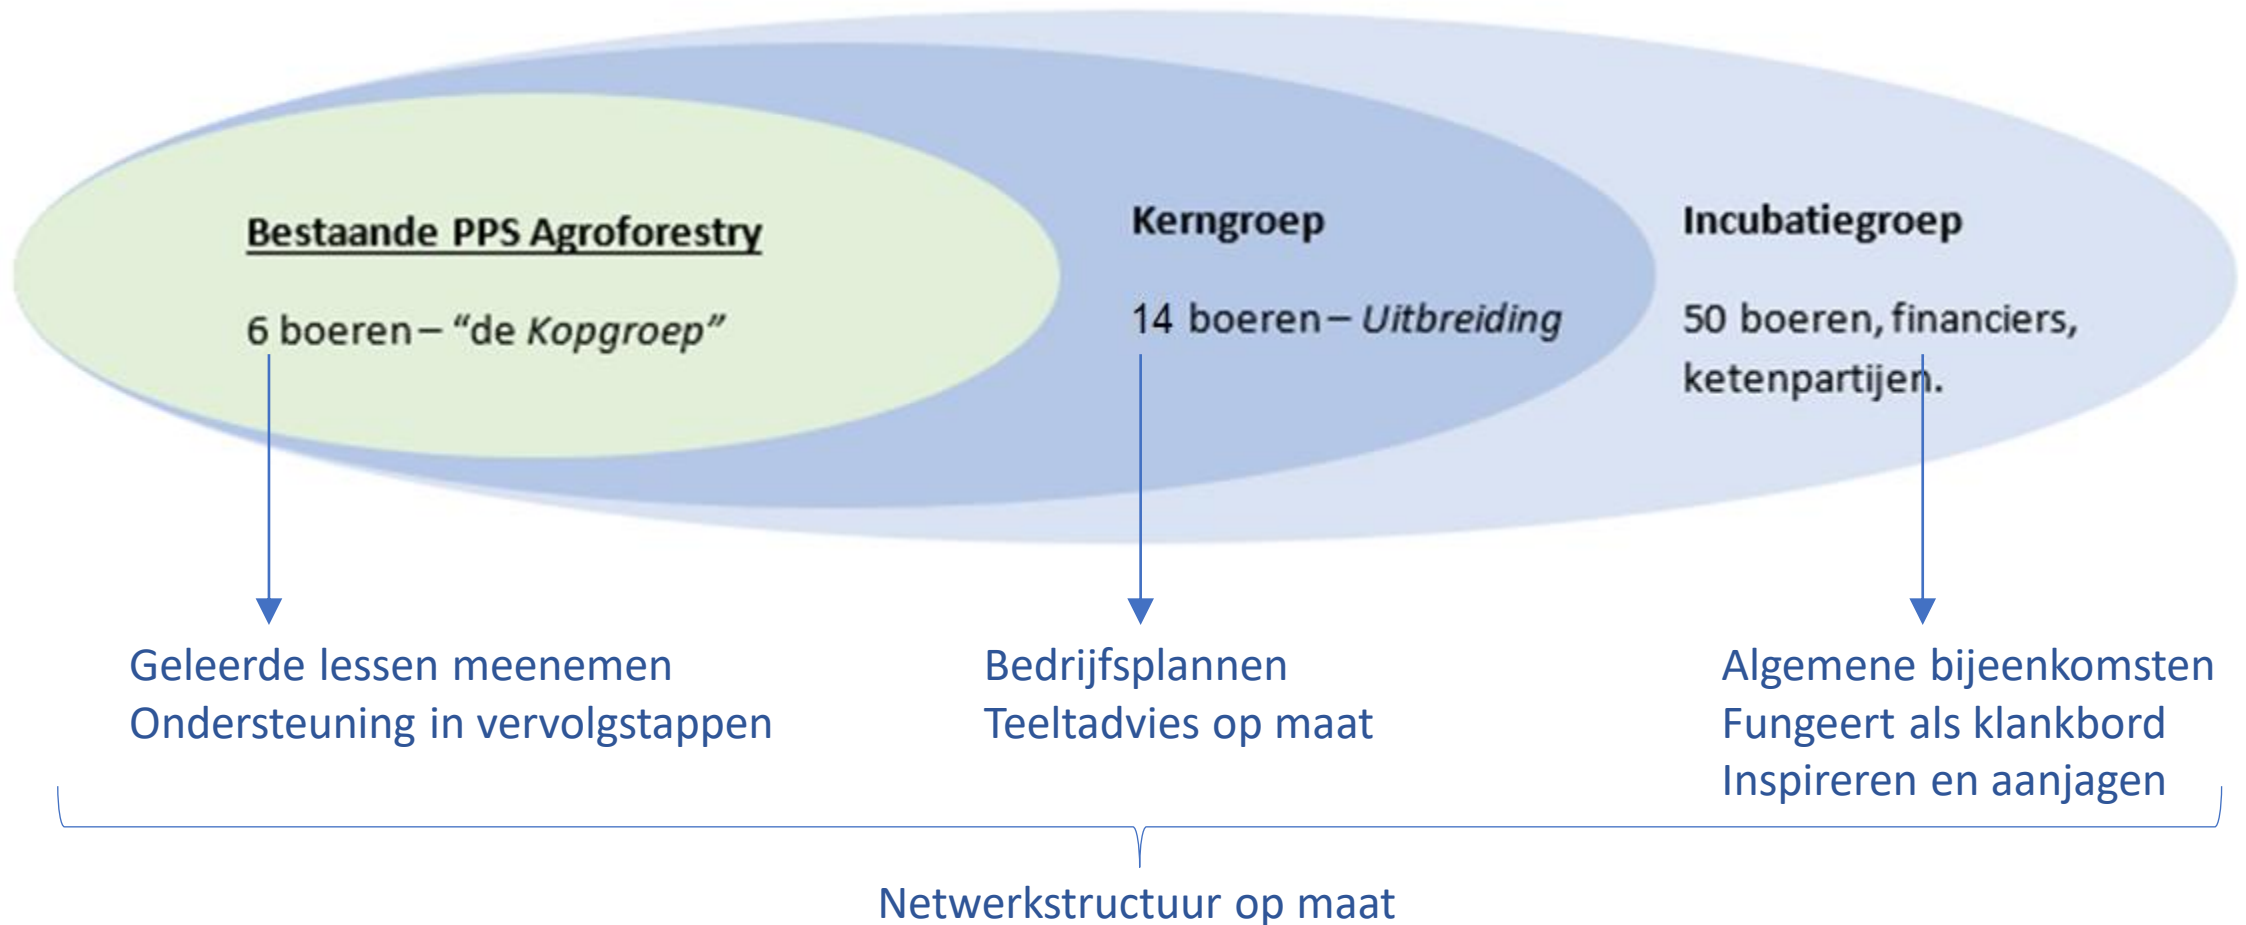 Bestaande PPS Agroforestry
6 boeren – “de Kopgroep”
Kerngroep
14 boeren – Uitbreiding
Incubatiegroep
50 boeren, financiers,
ketenpartijen.
Geleerde lessen meenemen
Ondersteuning in vervolgstappen
Bedrijfsplannen
Teeltadvies op maat
Algemene bijeenkomsten
Fungeert als klankbord
Inspireren en aanjagen
Netwerkstructuur op maat